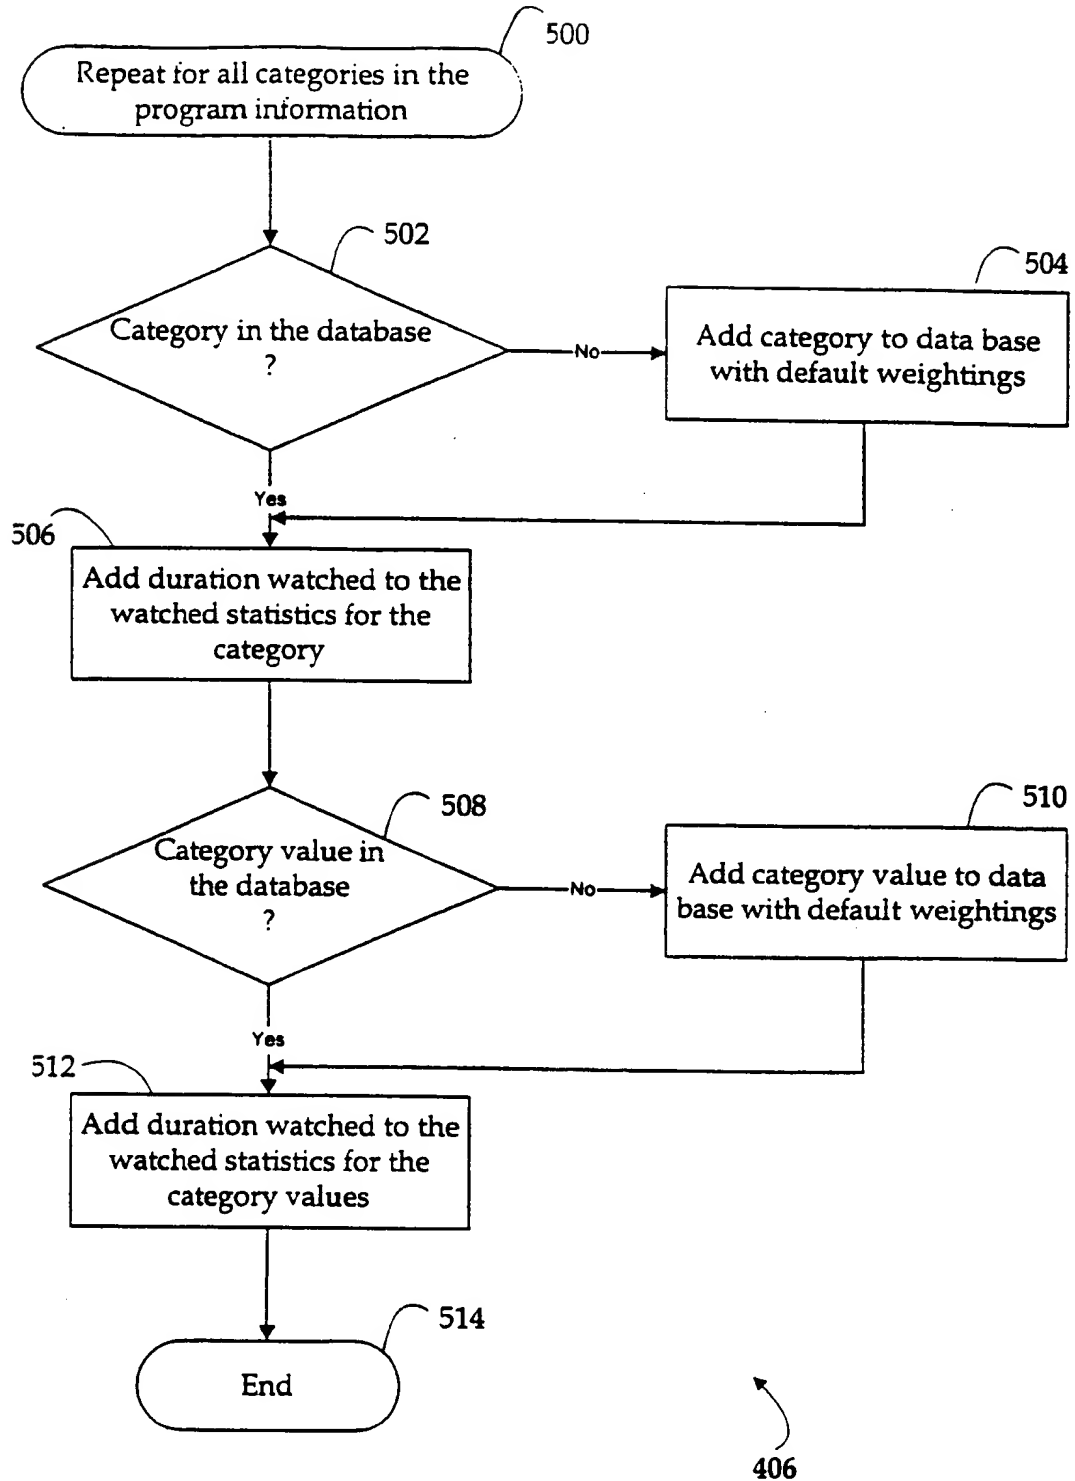 500
Repeat for all categories in the
program information
502
Category in the database
?
No
504
Add category to data base
with default weightings
Yes
506
Add duration watched to the
watched statistics for the
category
508
Category value in
the database
?
No
510
Add category value to data
base with default weightings
Yes
512
Add duration watched to the
watched statistics for the
category values
514
End
406